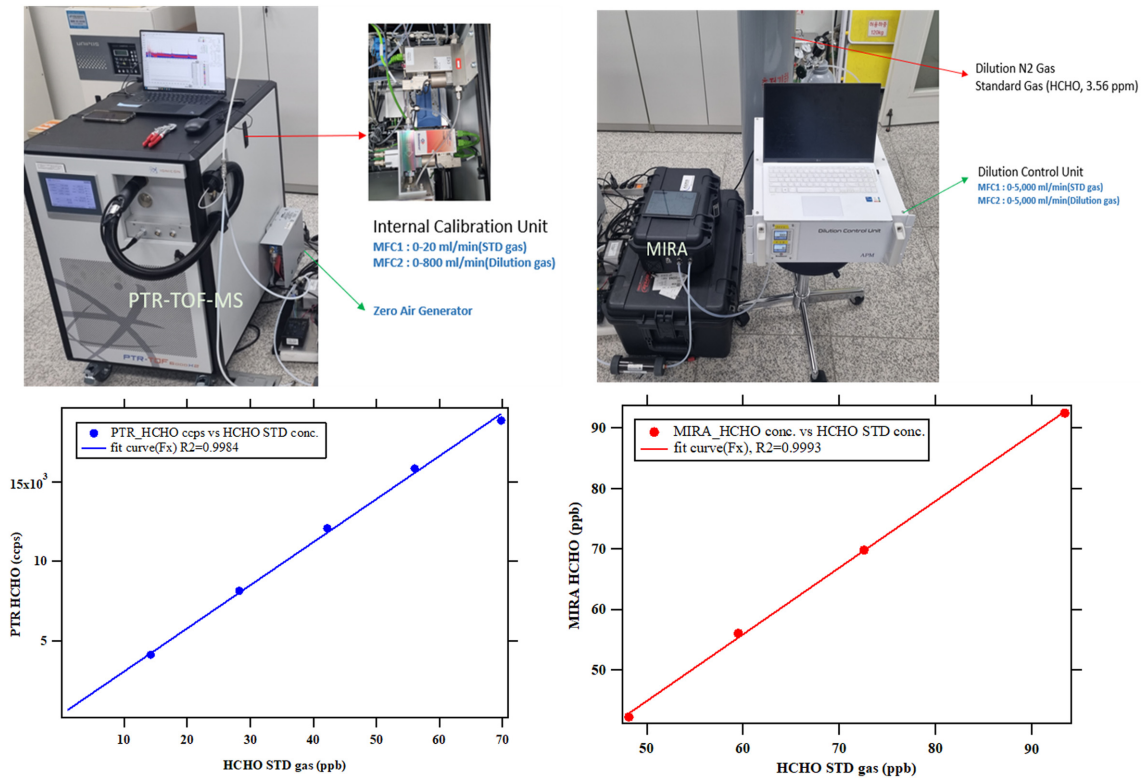 Internal Calibration Unit
MFC1 : 0-20 ml/min(STD gas)
MFC2 : 0-800 ml/min(Dilution gas)
Zero Air Generator
PTR-TOF-MS
PTR-TOF
Dilution N2 Gas
Standard Gas (HCHO, 3.56 ppm)
Dilution Control Unit
MFC1 : 0-5,000 ml/min(STD gas)
MFC2 : 0-5,000 ml/min(Dilution gas)
MIRA
Dilution Control Unit
APM
PTR_HCHO ccps vs HCHO STD conc.
fit curve(Fx) R2=0.9984
PTR HCHO (ccps)
15x10³
10
5
10 20 30 40 50 60 70
HCHO STD gas (ppb)
MIRA_HCHO conc. vs HCHO STD conc.
fit curve(Fx), R2=0.9993
MIRA HCHO (ppb)
90
80
70
60
50
50 60 70 80 90
HCHO STD gas (ppb)